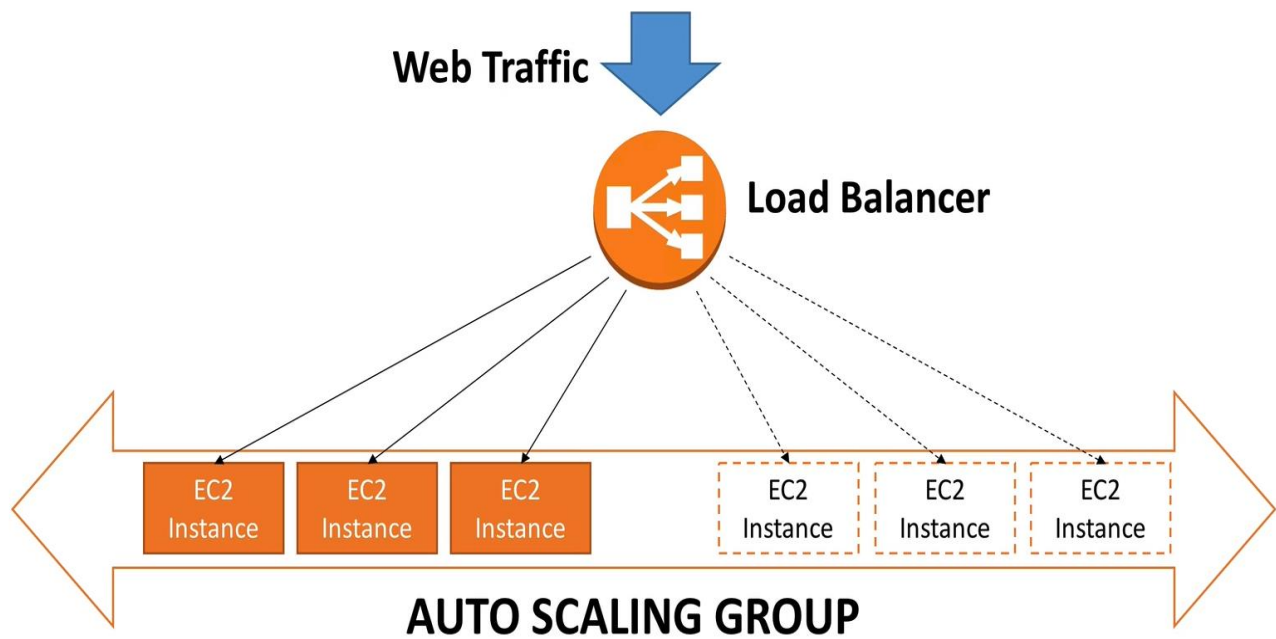 Web Traffic
Load Balancer
EC2
Instance
EC2
Instance
EC2
Instance
EC2
Instance
EC2
Instance
EC2
Instance
AUTO SCALING GROUP